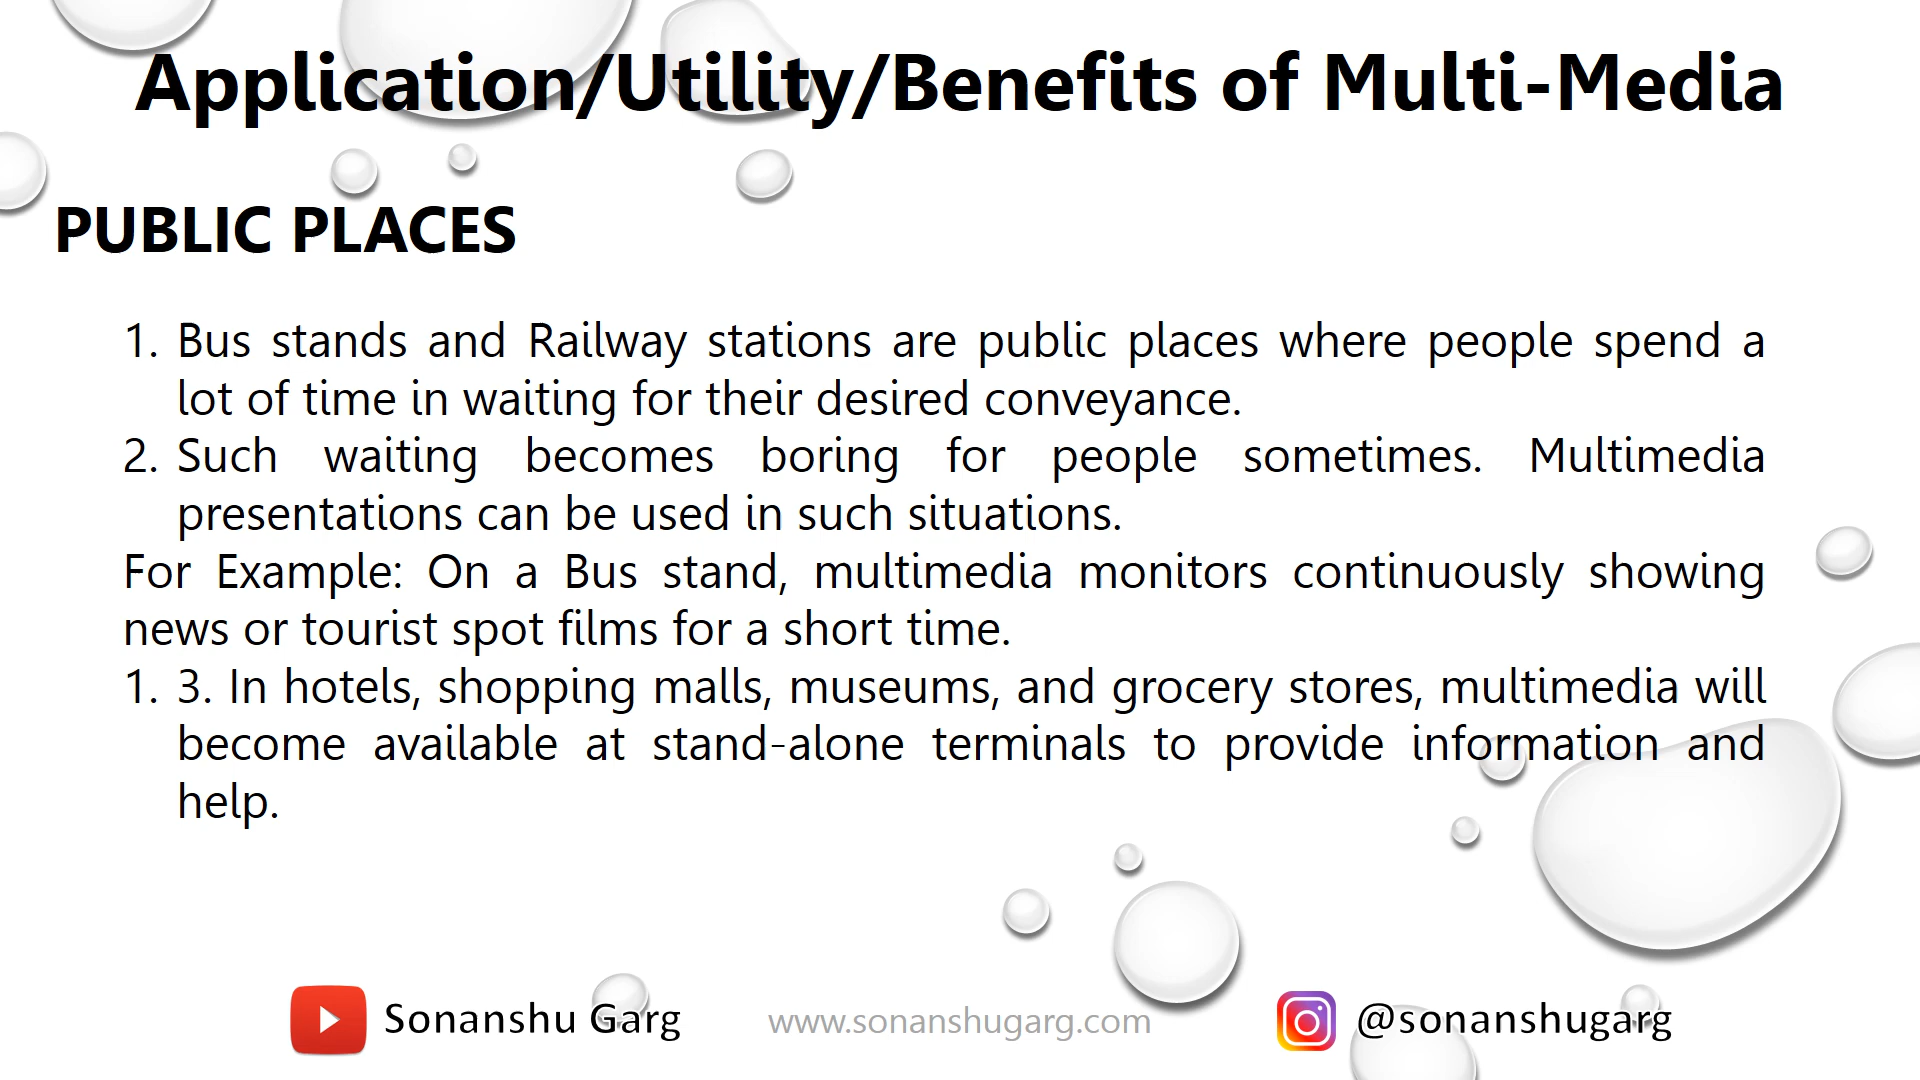 Application/Utility/Benefits of Multi-Media
PUBLIC PLACES
1. Bus stands and Railway stations are public places where people spend a
lot of time in waiting for their desired conveyance.
2. Such waiting becomes boring for people sometimes. Multimedia
presentations can be used in such situations.
For Example: On a Bus stand, multimedia monitors continuously showing
news or tourist spot films for a short time.
1. 3. In hotels, shopping malls, museums, and grocery stores, multimedia will
become available at stand-alone terminals to provide information and
help.
Sonanshu Garg
www.sonanshugarg.com
@sonanshugarg